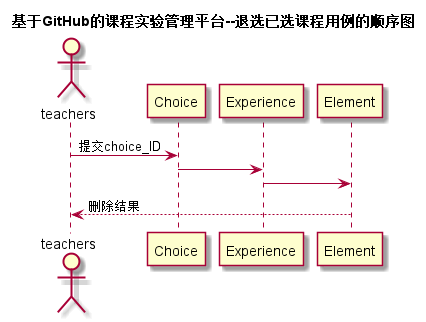 基于GitHub的课程实验管理平台--退选已选课程用例的顺序图
teachers
Choice
Experience
Element
提交choice_ID
删除结果
teachers
Choice
Experience
Element